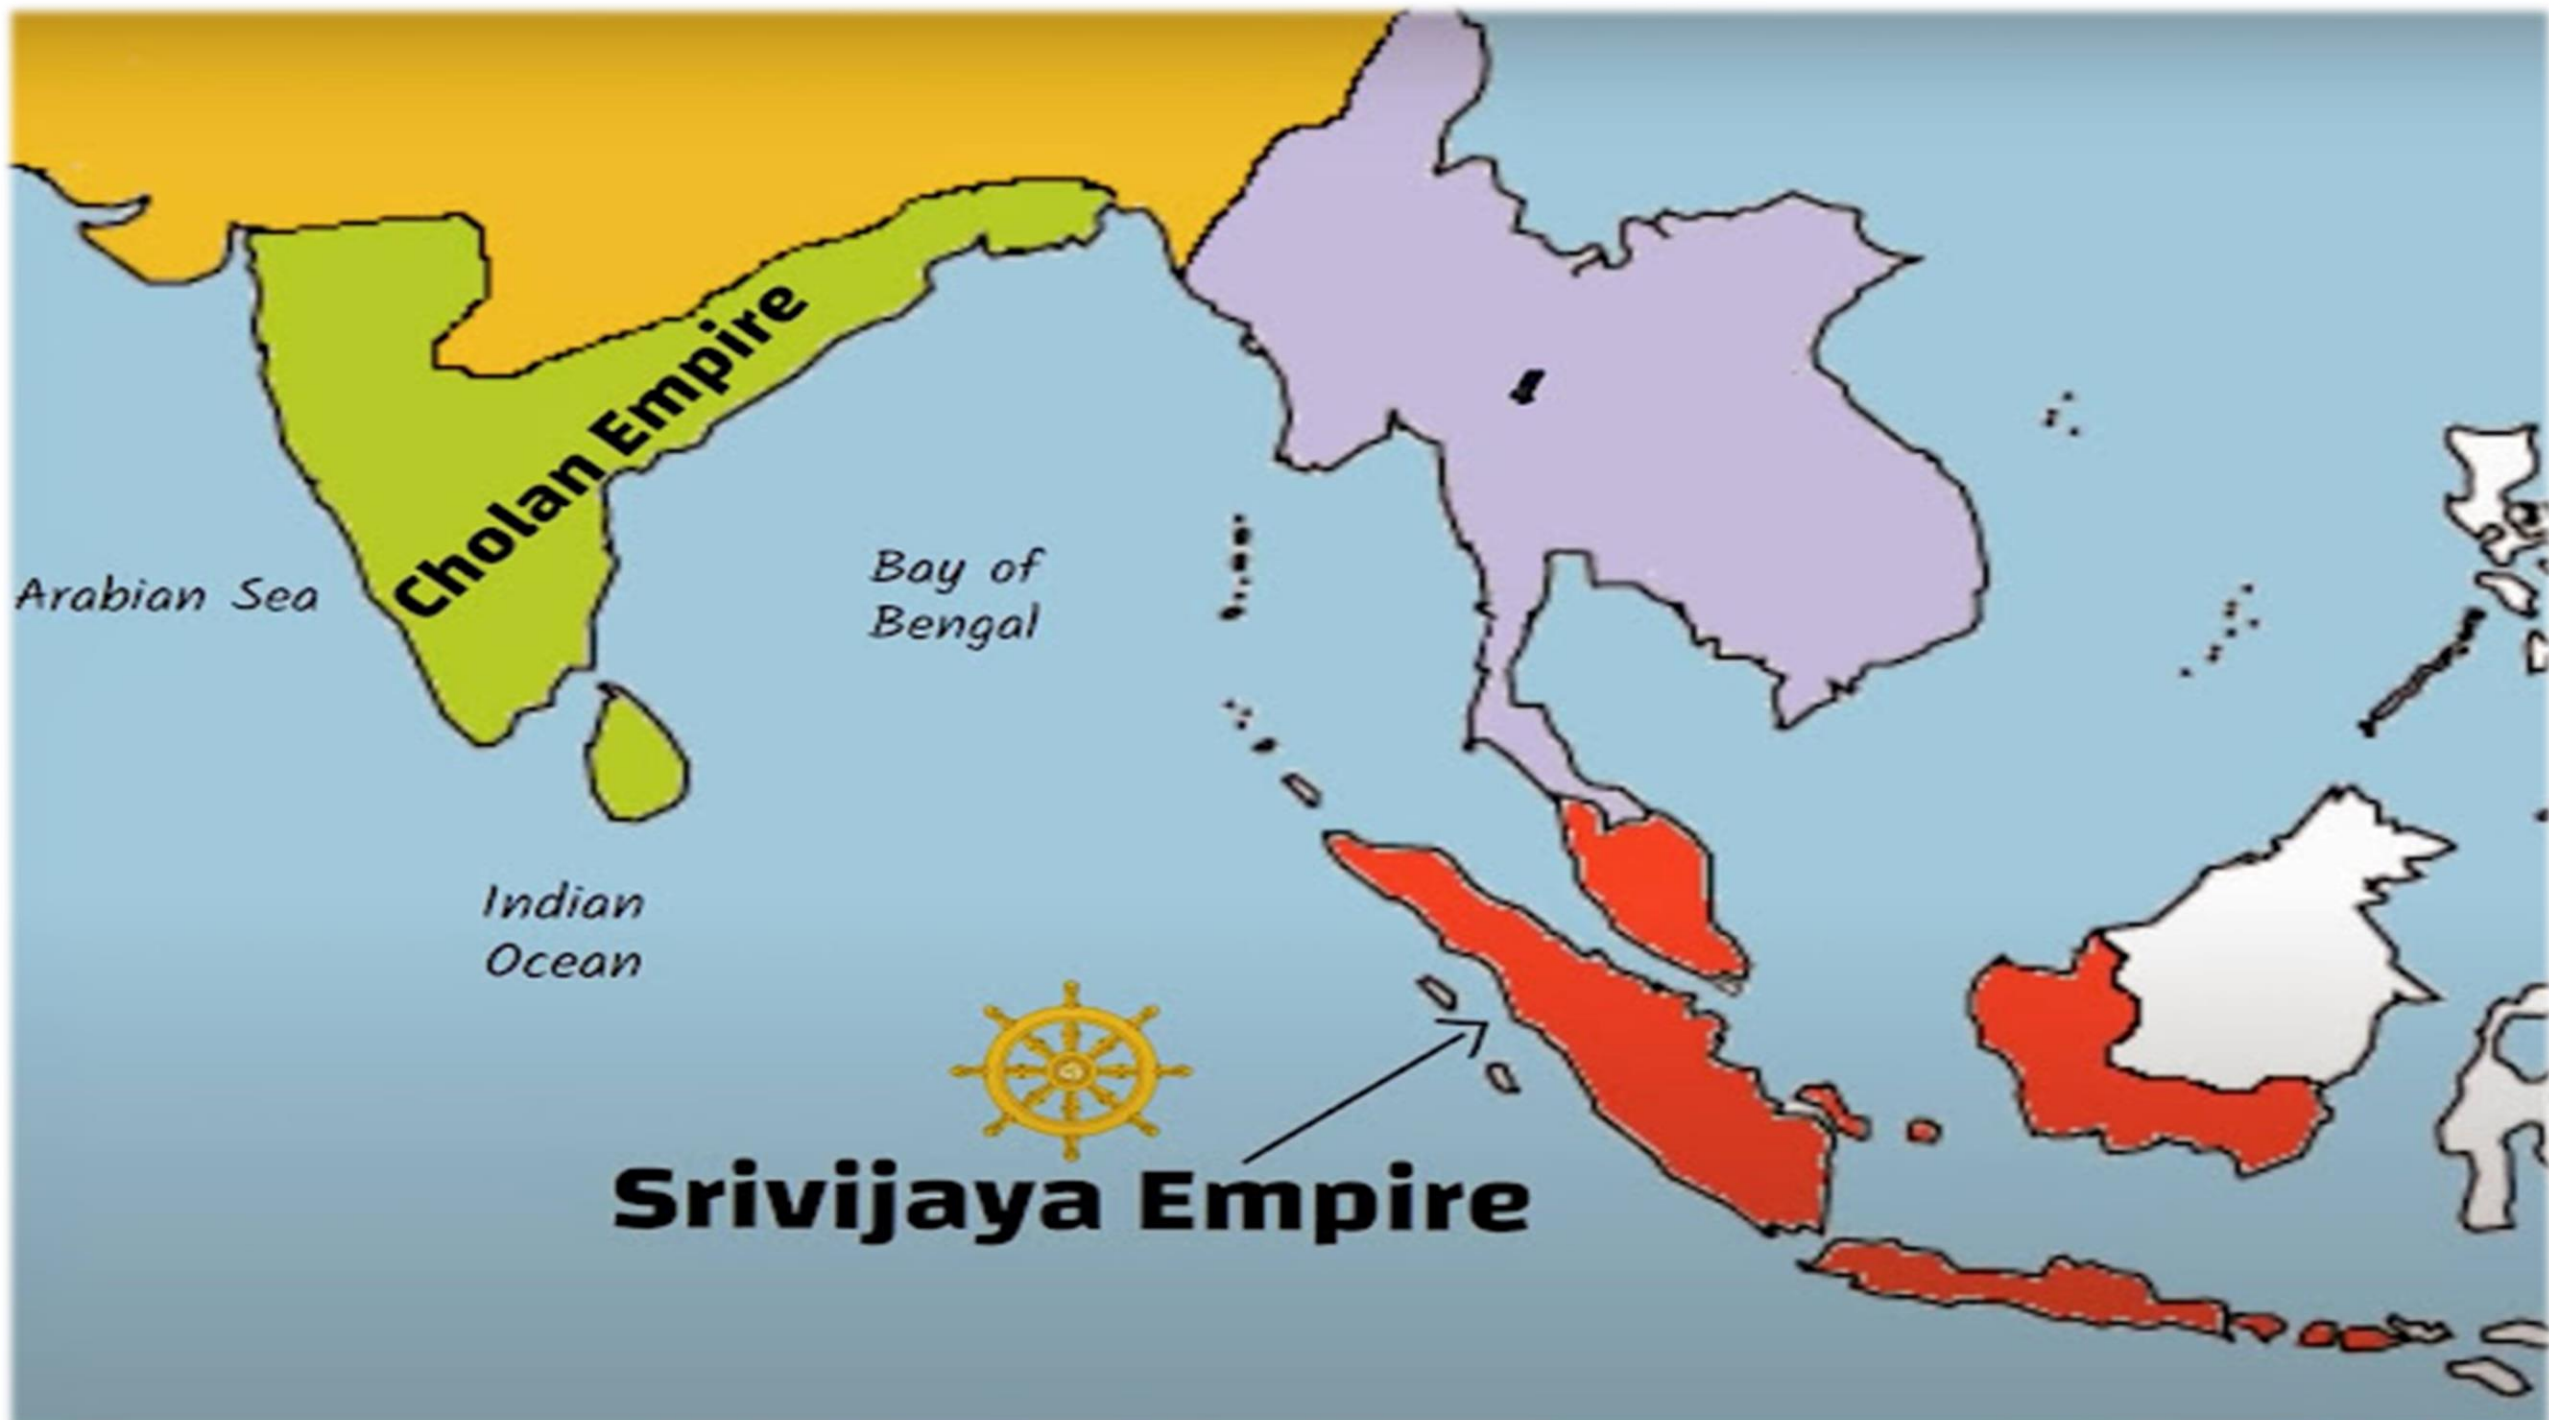 Cholan Empire
Arabian Sea
Bay of
Bengal
Indian
Ocean
Srivijaya Empire